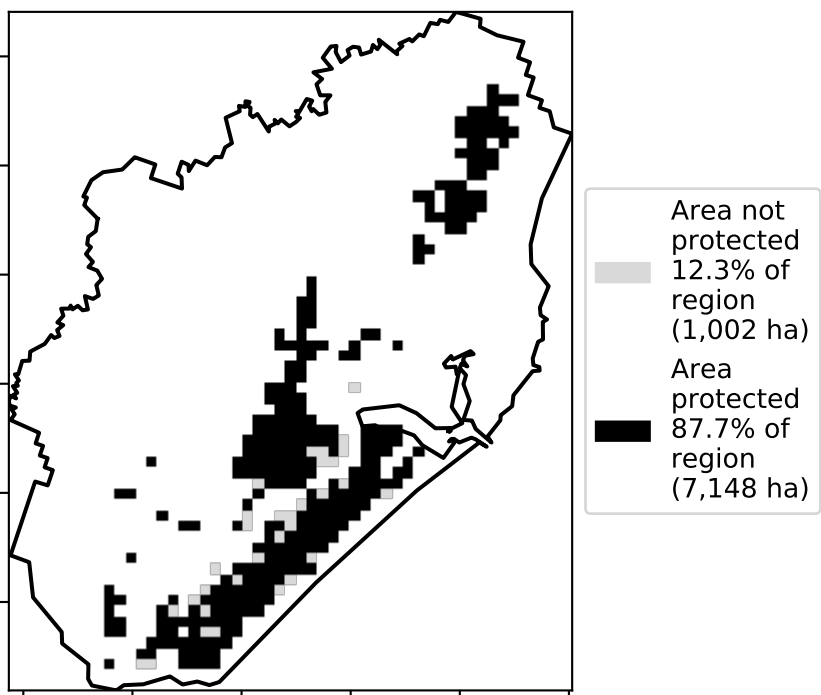 Area not
protected
12.3% of
region
(1,002 ha)
Area
protected
87.7% of
region
(7,148 ha)